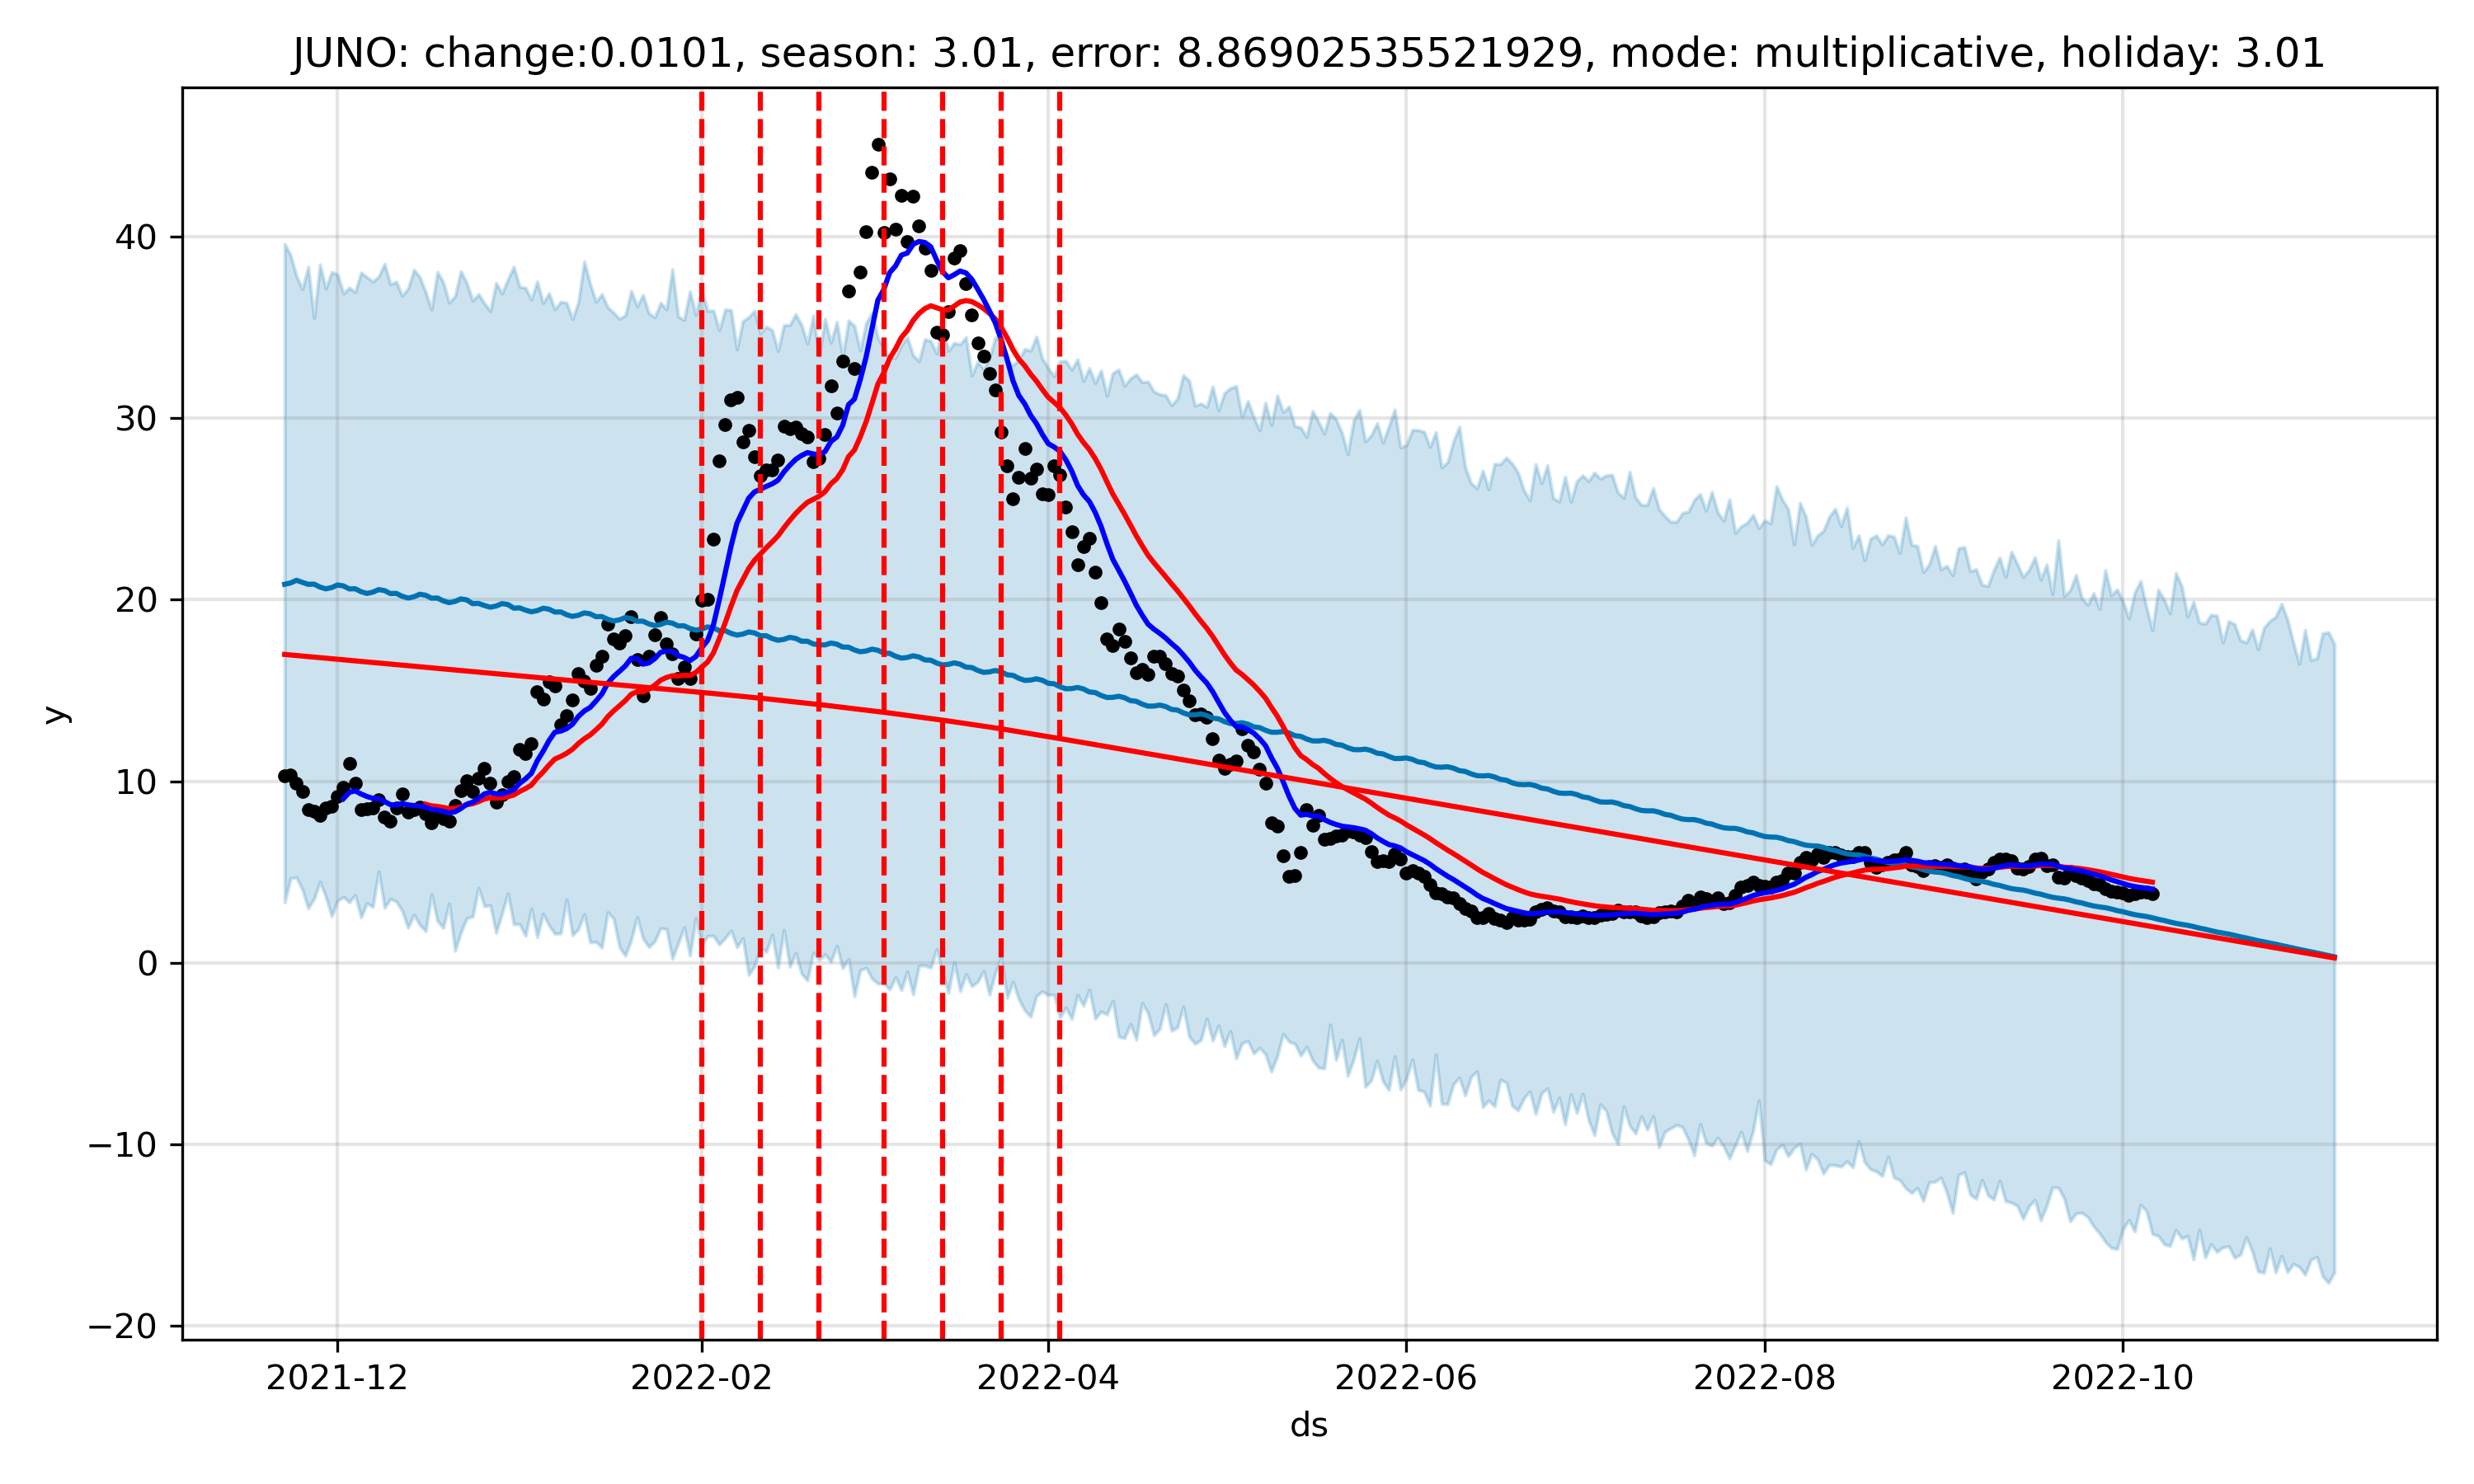 JUNO: change:0.0101, season: 3.01, error: 8.86902535521929, mode: multiplicative, holiday: 3.01
40
30
20
10
0
−10
−20
y
2021-12 2022-02 2022-04 2022-06 2022-08 2022-10
ds